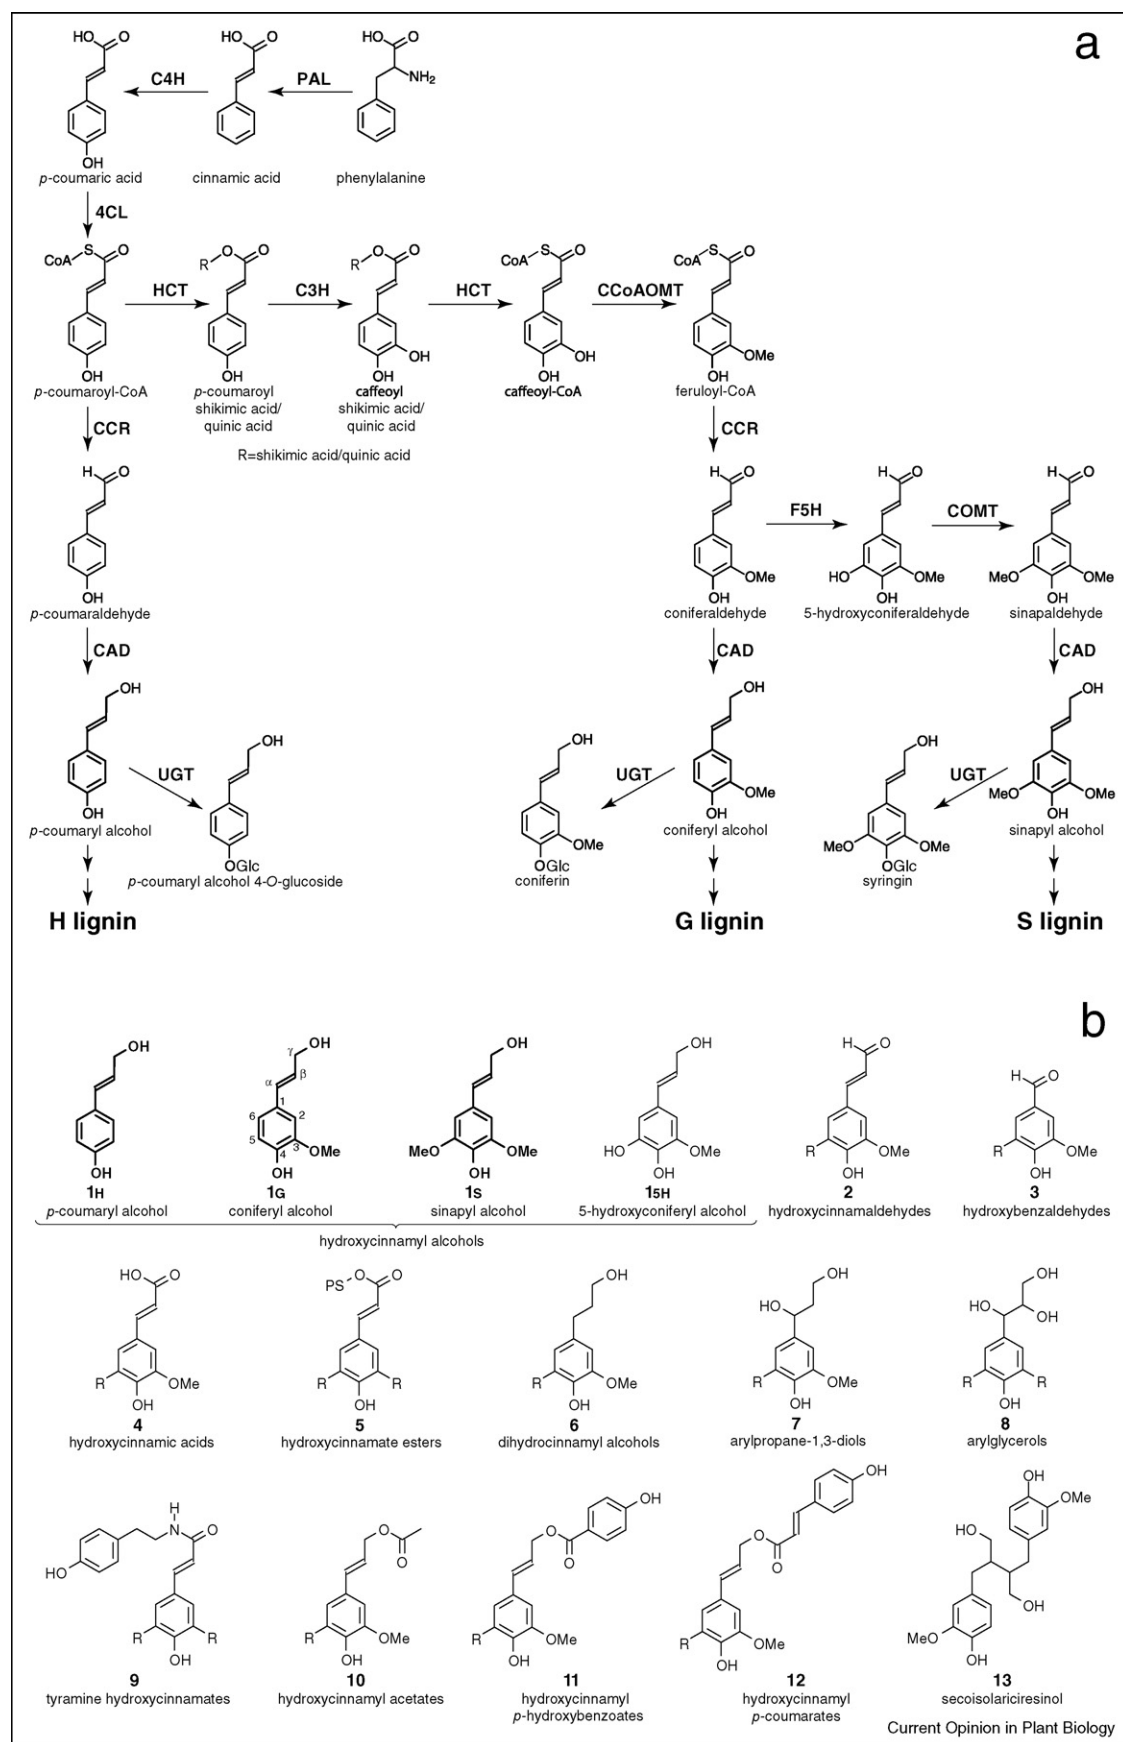 a
HO O HO O HO O
C4H PAL NH2
OH
p-coumaric acid cinnamic acid phenylalanine
4CL
CoA S O R O O R O O CoA S O CoA S O
HCT C3H HCT CCoAOMT
OH OH OMe
OH OH OH OH OH
p-coumaroyl-CoA p-coumaroyl caffeoyl caffeoyl-CoA feruloyl-CoA
shikimic acid/ shikimic acid/
quinic acid quinic acid
CCR CCR
R=shikimic acid/quinic acid
H O H O H O H O
F5H COMT
OMe HO OMe MeO OMe
OH OH OH OH
p-coumaraldehyde coniferaldehyde 5-hydroxyconiferaldehyde sinapaldehyde
CAD CAD CAD
OH OH OH
OH OH OH
UGT UGT UGT
OMe MeO OMe
OH OH OH
p-coumaryl alcohol coniferyl alcohol sinapyl alcohol
OMe MeO OMe
OGlc OGlc OGlc
p-coumaryl alcohol 4-O-glucoside coniferin syringin
H lignin G lignin S lignin
b
OH OH OH OH H O H O
γ
α β
1
6 2
5 3
4
OMe MeO OMe HO OMe R OMe R OMe
OH OH OH OH OH OH
1H 1G 1S 15H 2 3
p-coumaryl alcohol coniferyl alcohol sinapyl alcohol 5-hydroxyconiferyl alcohol hydroxycinnamaldehydes hydroxybenzaldehydes
hydroxycinnamyl alcohols
HO O PS O O OH OH OH
HO HO OH
R OMe R R R OMe R OMe R R
OH OH OH OH OH
4 5 6 7 8
hydroxycinnamic acids hydroxycinnamate esters dihydrocinnamyl alcohols arylpropane-1,3-diols arylglycerols
H OH OH OH
N O O O O OMe
O O O HO
HO OH
R R R OMe R OMe R OMe MeO
OH OH OH OH OH
9 10 11 12 13
tyramine hydroxycinnamates hydroxycinnamyl acetates hydroxycinnamyl hydroxycinnamyl secoisolariciresinol
p-hydroxybenzoates p-coumarates
Current Opinion in Plant Biology